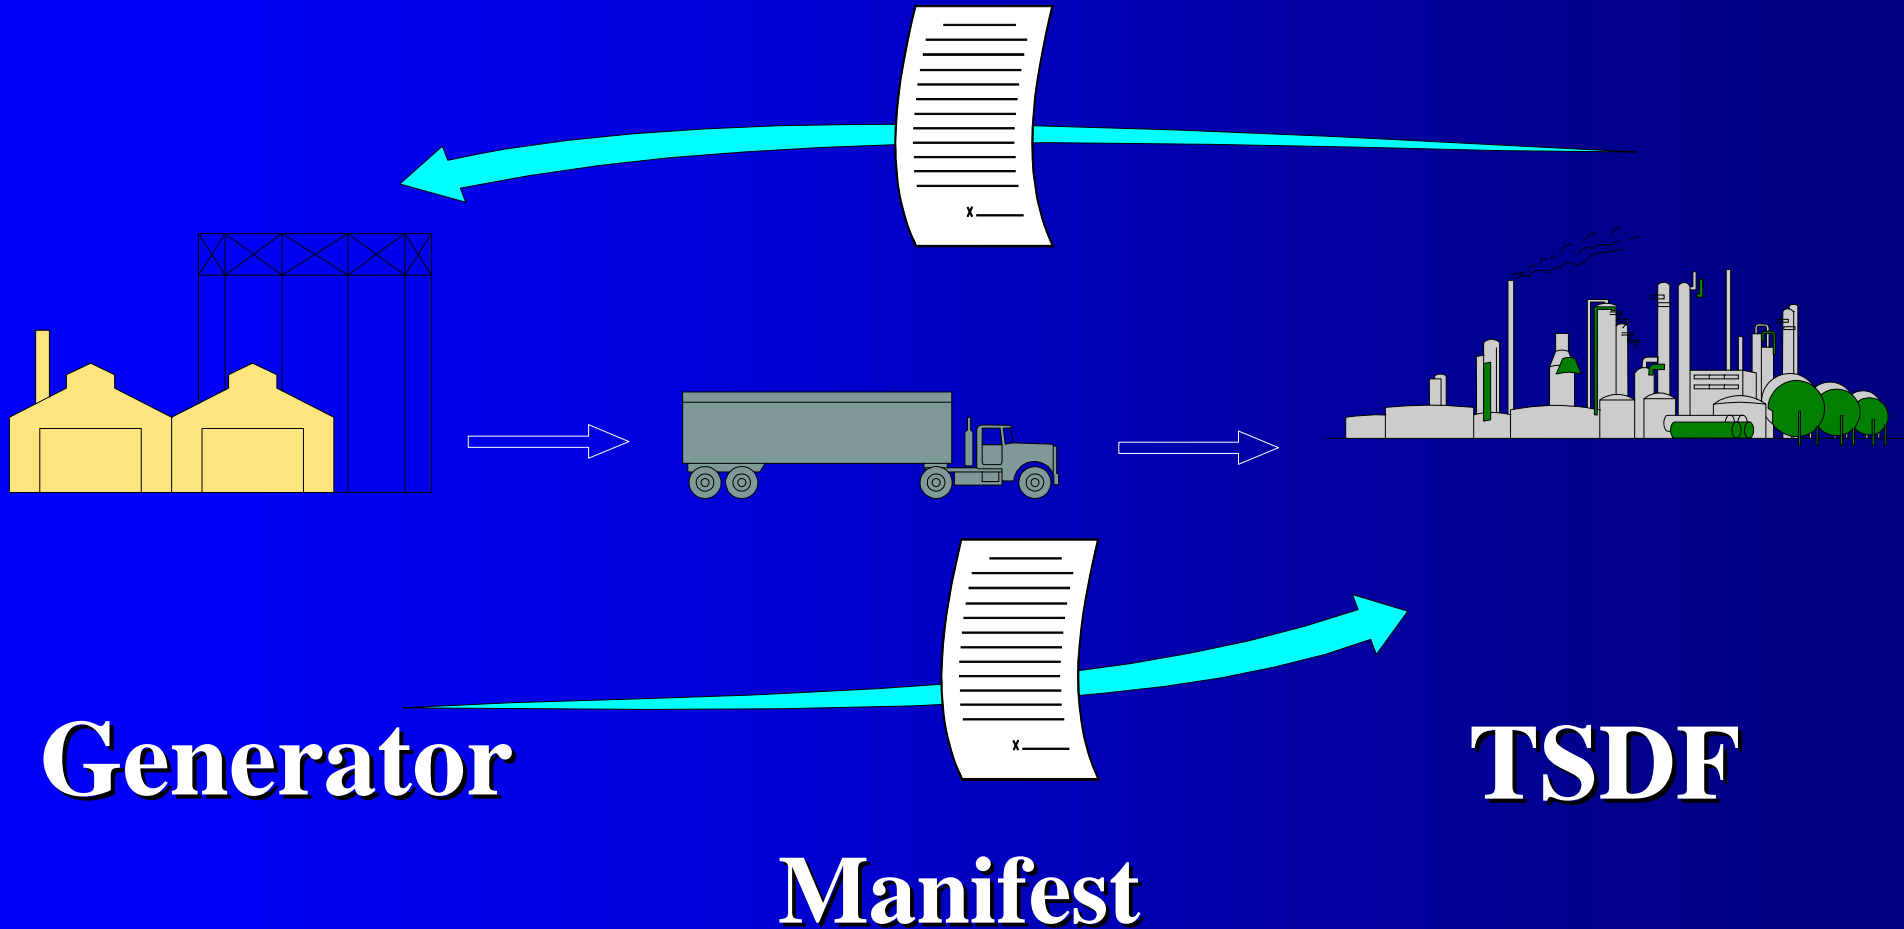 x
x
Generator
TSDF
Manifest